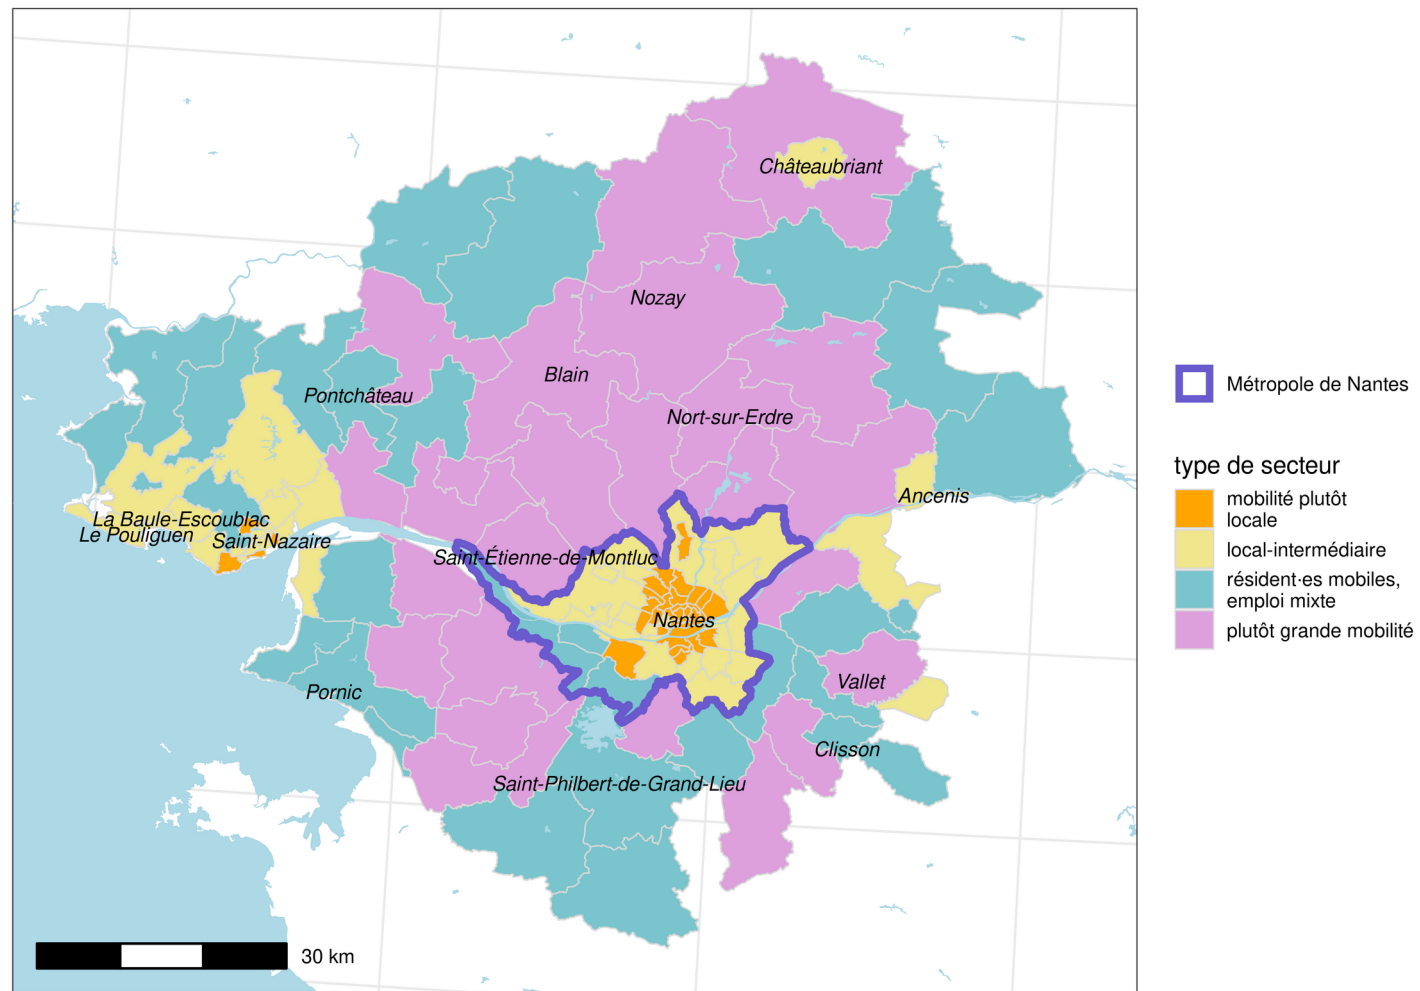 Châteaubriant
Nozay
Blain
Pontchâteau
Nort-sur-Erdre
Ancenis
La Baule-Escoublac
Le Pouliguen
Saint-Nazaire
Saint-Étienne-de-Montluc
Nantes
Vallet
Pornic
Clisson
Saint-Philbert-de-Grand-Lieu
30 km
Métropole de Nantes
type de secteur
mobilité plutôt
locale
local-intermédiaire
résident·es mobiles,
emploi mixte
plutôt grande mobilité